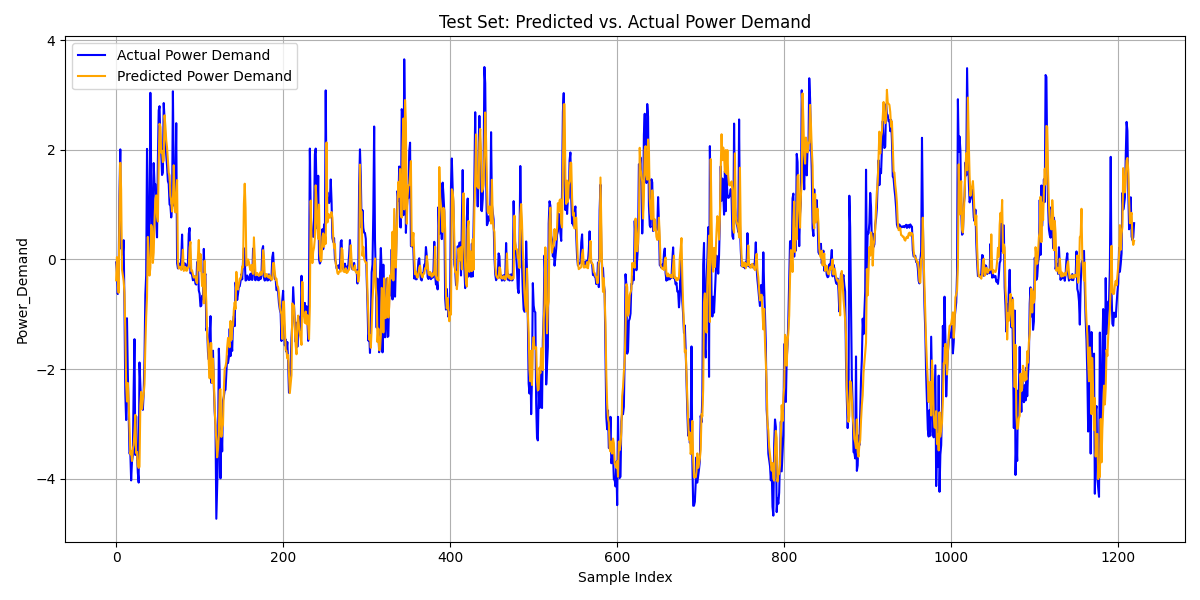 Test Set: Predicted vs. Actual Power Demand
Actual Power Demand
Predicted Power Demand
Power_Demand
4
2
0
−2
−4
0 200 400 600 800 1000 1200
Sample Index